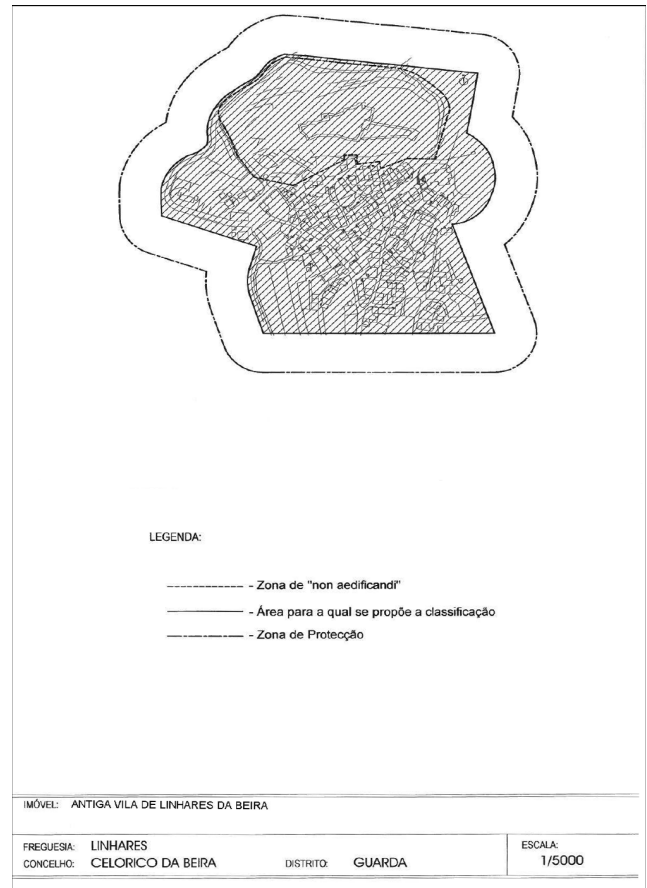 LEGENDA:
- Zona de "non aedificandi"
- Área para a qual se propõe a classificação
- Zona de Protecção
IMÓVEL: ANTIGA VILA DE LINHARES DA BEIRA
FREGUESIA: LINHARES
CONCELHO: CELORICO DA BEIRA DISTRITO: GUARDA
ESCALA:
1/5000